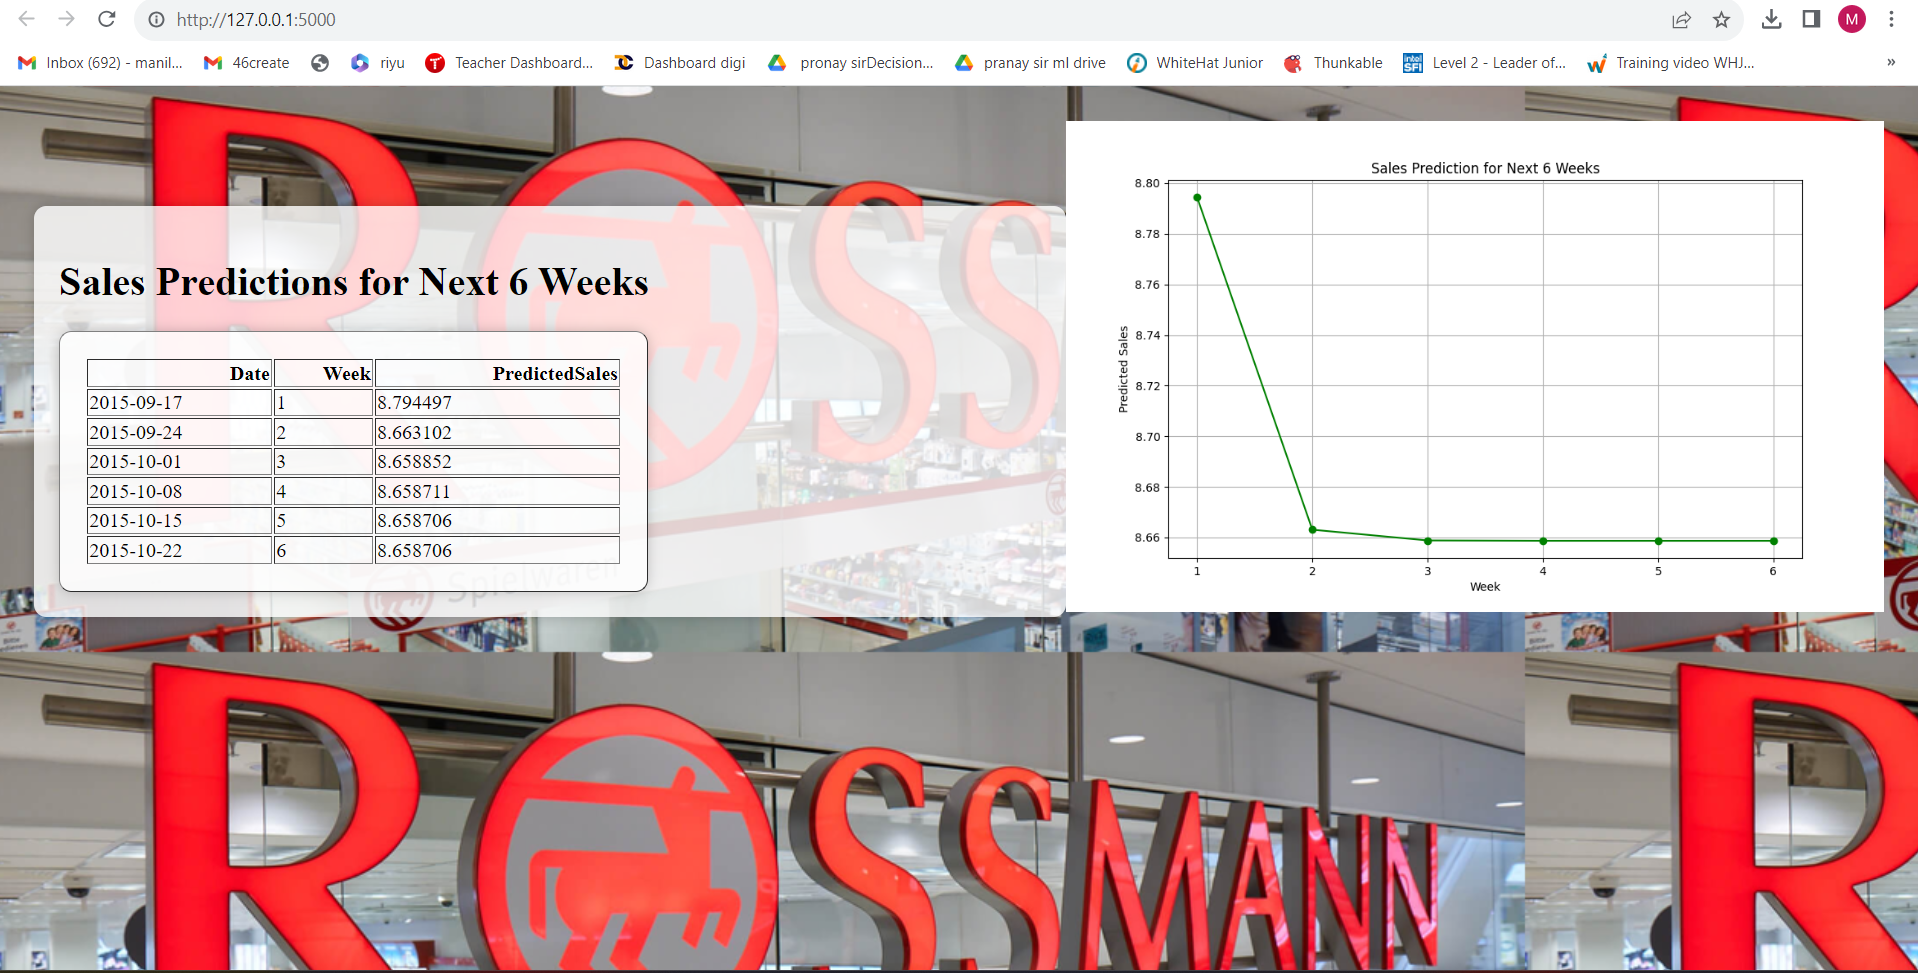 http://127.0.0.1:5000
M
Inbox (692) - manil...
46create
riyu
Teacher Dashboard...
Dashboard digi
pronay sirDecision...
pranay sir ml drive
WhiteHat Junior
Thunkable
intel SFI
Level 2 - Leader of...
Training video WHJ...
»
Sales Predictions for Next 6 Weeks
Date Week PredictedSales
2015-09-17 1 8.794497
2015-09-24 2 8.663102
2015-10-01 3 8.658852
2015-10-08 4 8.658711
2015-10-15 5 8.658706
2015-10-22 6 8.658706
Spielwaren
Sales Prediction for Next 6 Weeks
Predicted Sales
8.80
8.78
8.76
8.74
8.72
8.70
8.68
8.66
1 2 3 4 5 6
Week
ROSS
R
ROSSMANN
R